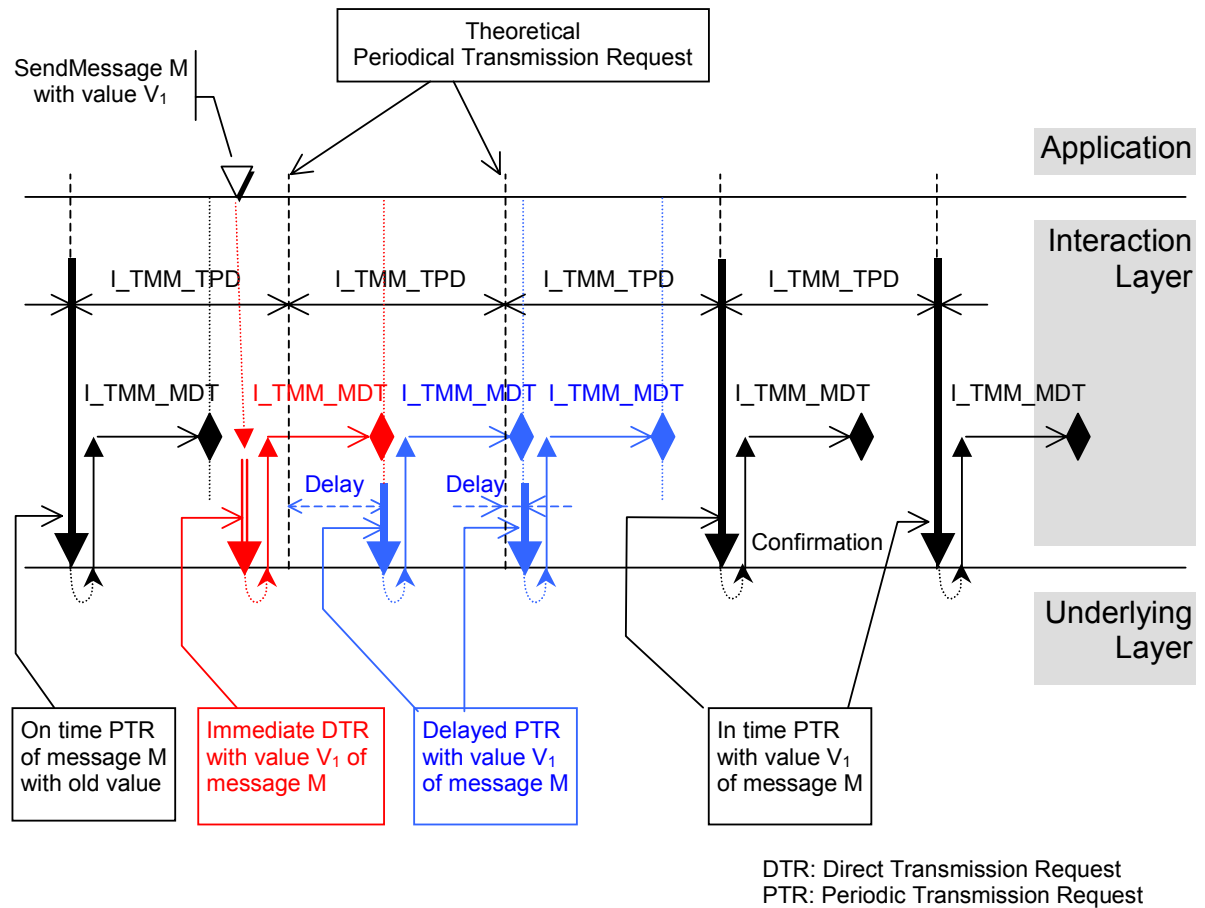 Theoretical
Periodical Transmission Request
SendMessage M
with value V₁
Application
Interaction
Layer
I_TMM_TPD I_TMM_TPD I_TMM_TPD I_TMM_TPD
I_TMM_MDT I_TMM_MDT I_TMM_MDT I_TMM_MDT I_TMM_MDT I_TMM_MDT
Delay Delay
Confirmation
Underlying
Layer
On time PTR
of message M
with old value
Immediate DTR
with value V₁ of
message M
Delayed PTR
with value V₁
of message M
In time PTR
with value V₁
of message M
DTR: Direct Transmission Request
PTR: Periodic Transmission Request